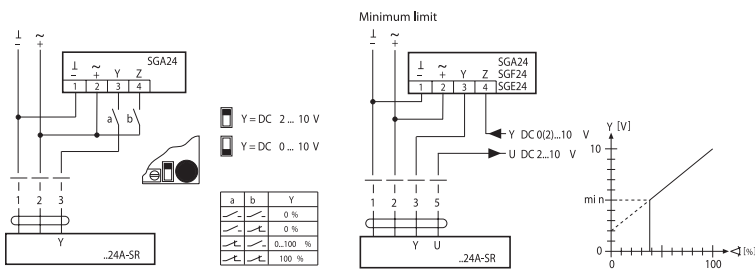 Minimum limit
⊥ ~
– +
SGA24
⊥ ~ Y Z
– +
1 2 3 4
a b
Y = DC 2 ... 10 V
Y = DC 0 ... 10 V
1 2 3
Y
..24A-SR
a b Y
0 %
0 %
0...100 %
100 %
⊥ ~
– +
SGA24
SGF24
SGE24
⊥ ~ Y Z
– +
1 2 3 4
Y DC 0(2)...10 V
U DC 2...10 V
1 2 3 5
Y U
..24A-SR
Y [V]
10
min
0
0 100
[%]